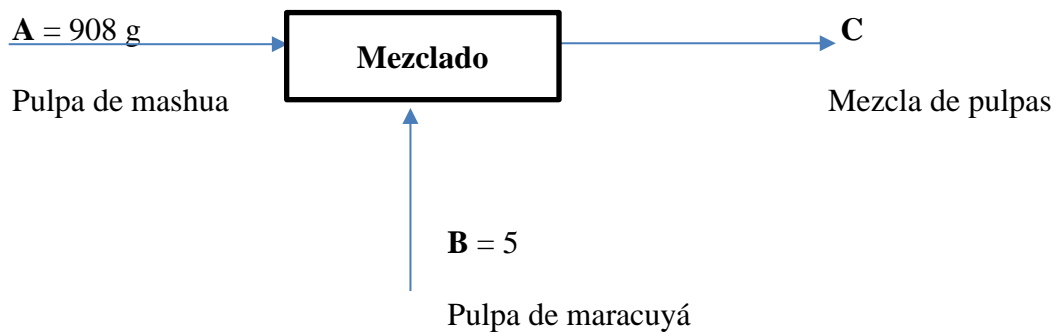 A = 908 g
Mezclado
C
Pulpa de mashua
Mezcla de pulpas
B = 5
Pulpa de maracuyá